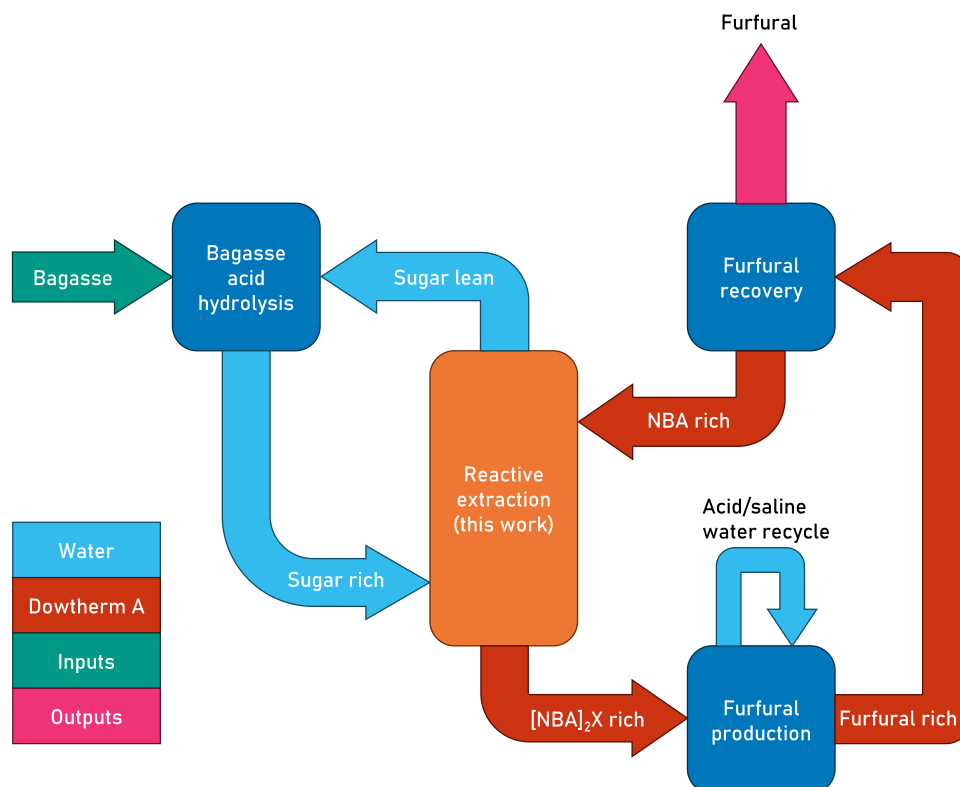 Furfural
Bagasse
Bagasse
acid
hydrolysis
Sugar lean
Furfural
recovery
NBA rich
Reactive
extraction
(this work)
Acid/saline
water recycle
Sugar rich
Water
Dowtherm A
Inputs
Outputs
[NBA]₂X rich
Furfural
production
Furfural rich